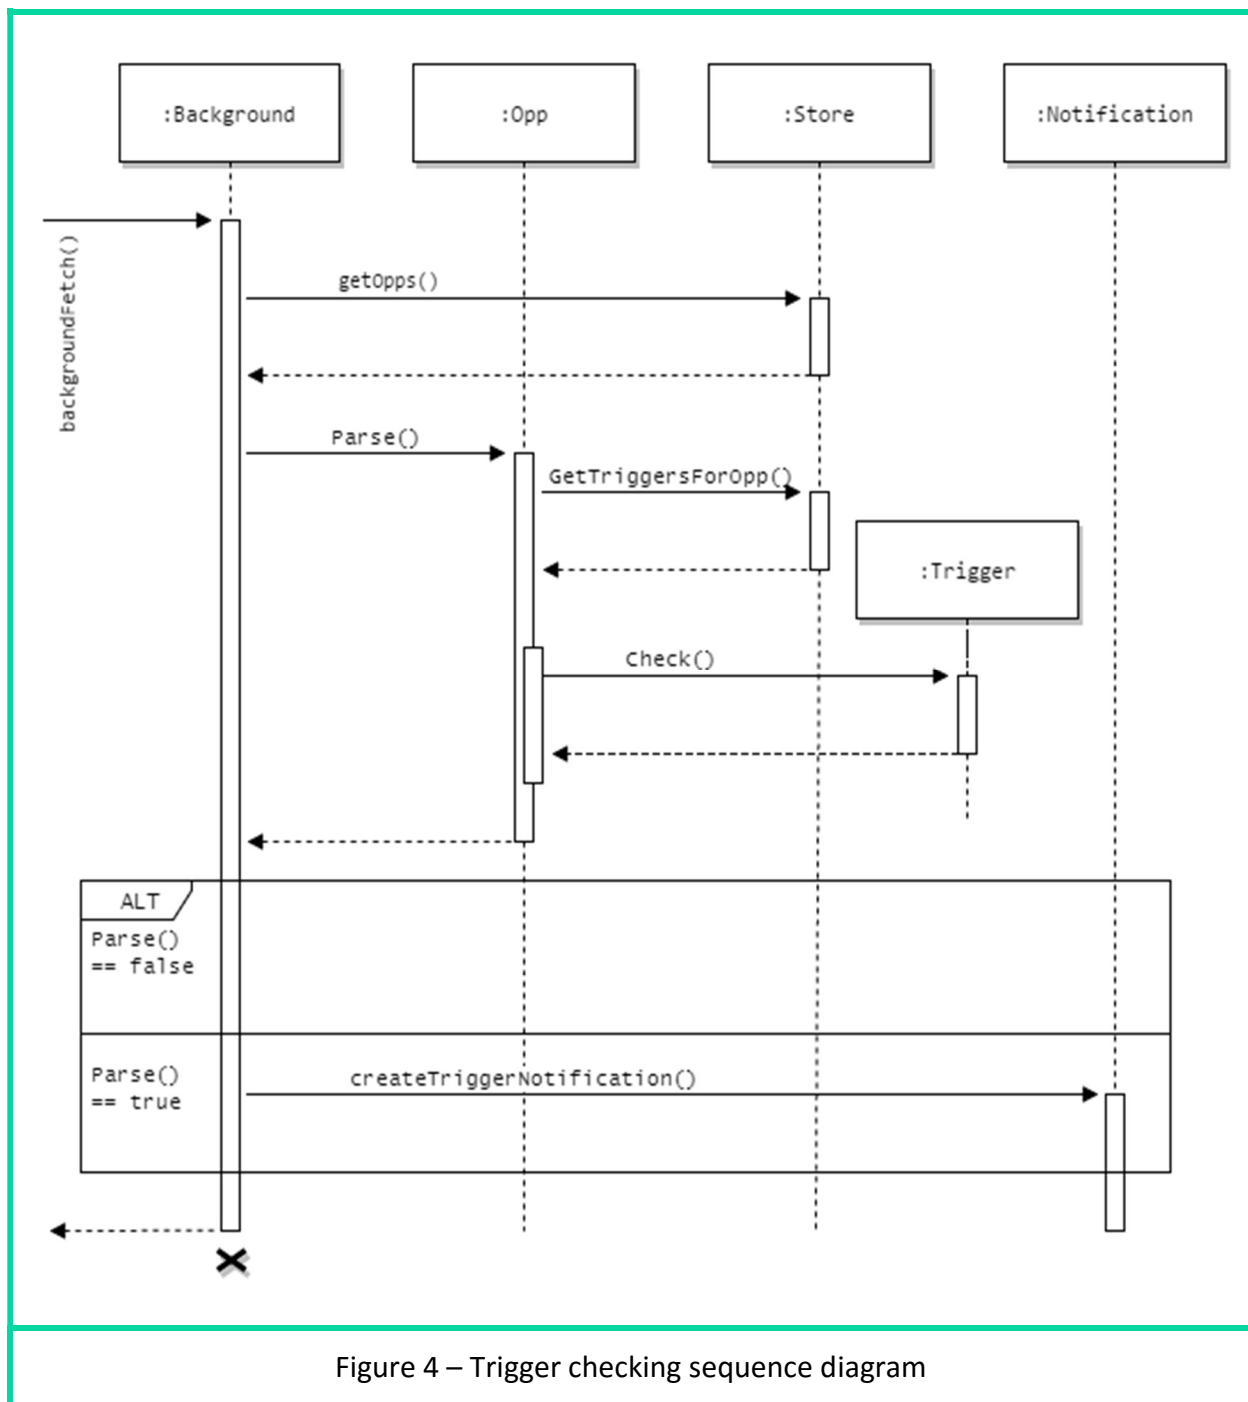 :Background
:Opp
:Store
:Notification
backgroundFetch()
getOpps()
Parse()
GetTriggersForOpp()
:Trigger
Check()
ALT
Parse()
== false
Parse()
== true
createTriggerNotification()
Figure 4 – Trigger checking sequence diagram